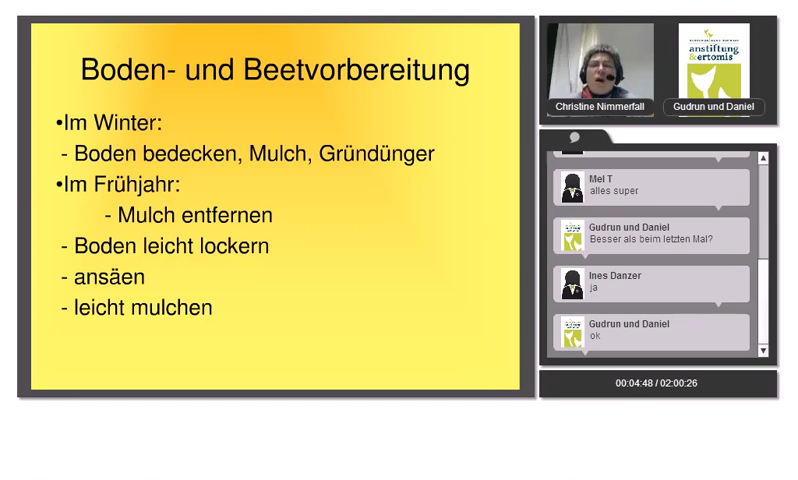 Boden- und Beetvorbereitung
•Im Winter:
- Boden bedecken, Mulch, Gründünger
•Im Frühjahr:
- Mulch entfernen
- Boden leicht lockern
- ansäen
- leicht mulchen
Christine Nimmerfall
anstiftung
& ertomis
Gudrun und Daniel
Mel T
alles super
Gudrun und Daniel
Besser als beim letzten Mal?
Ines Danzer
ja
Gudrun und Daniel
ok
00:04:48 / 02:00:26